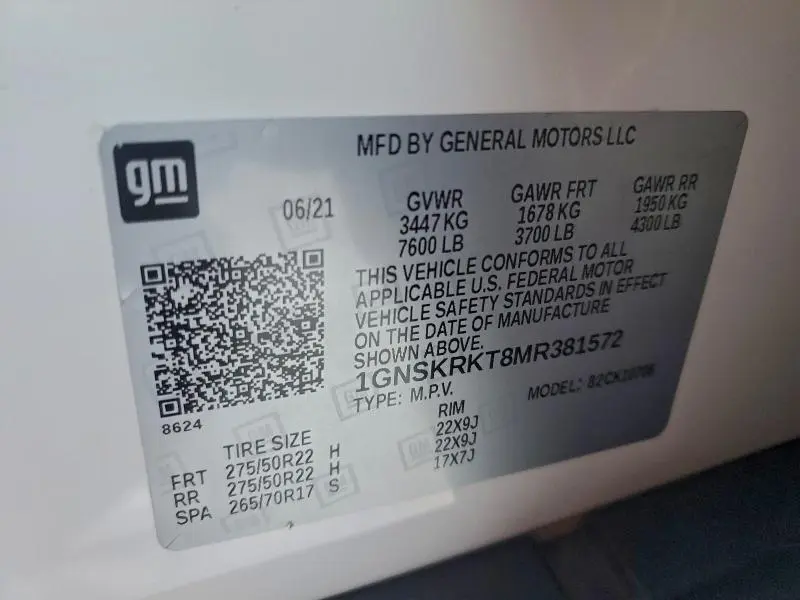 gm
MFD BY GENERAL MOTORS LLC
06/21
GVWR GAWR FRT GAWR RR
3447 KG 1678 KG 1950 KG
7600 LB 3700 LB 4300 LB
THIS VEHICLE CONFORMS TO ALL
APPLICABLE U.S. FEDERAL MOTOR
VEHICLE SAFETY STANDARDS IN EFFECT
ON THE DATE OF MANUFACTURE
SHOWN ABOVE.
1GNSKRKT8MR381572
TYPE: M.P.V. MODEL: 82CK10706
8624
TIRE SIZE RIM
FRT 275/50R22 H 22X9J
RR 275/50R22 H 22X9J
SPA 265/70R17 S 17X7J